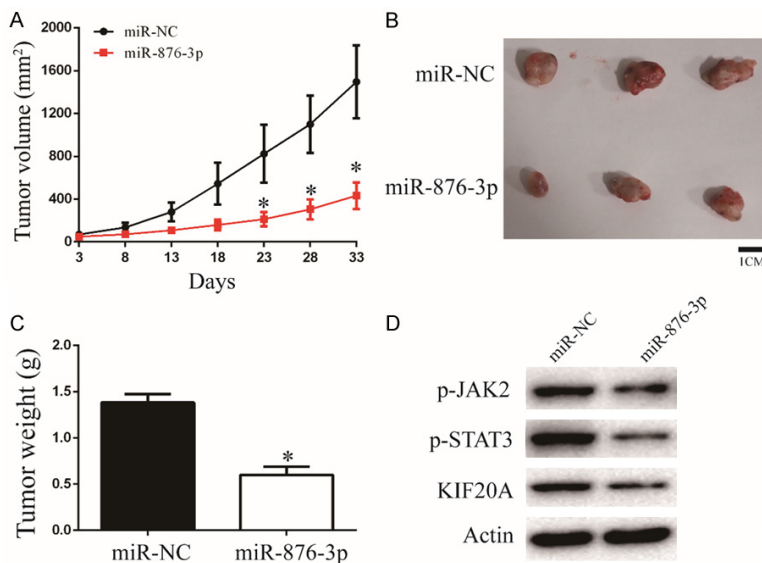 A
miR-NC
miR-876-3p
Tumor volume (mm²)
2000
1600
1200
800
400
0
* * *
3 8 13 18 23 28 33
Days
B
miR-NC
miR-876-3p
1CM
C
Tumor weight (g)
2.0
1.5
1.0
0.5
0.0
*
miR-NC miR-876-3p
D
miR-NC miR-876-3p
p-JAK2
p-STAT3
KIF20A
Actin